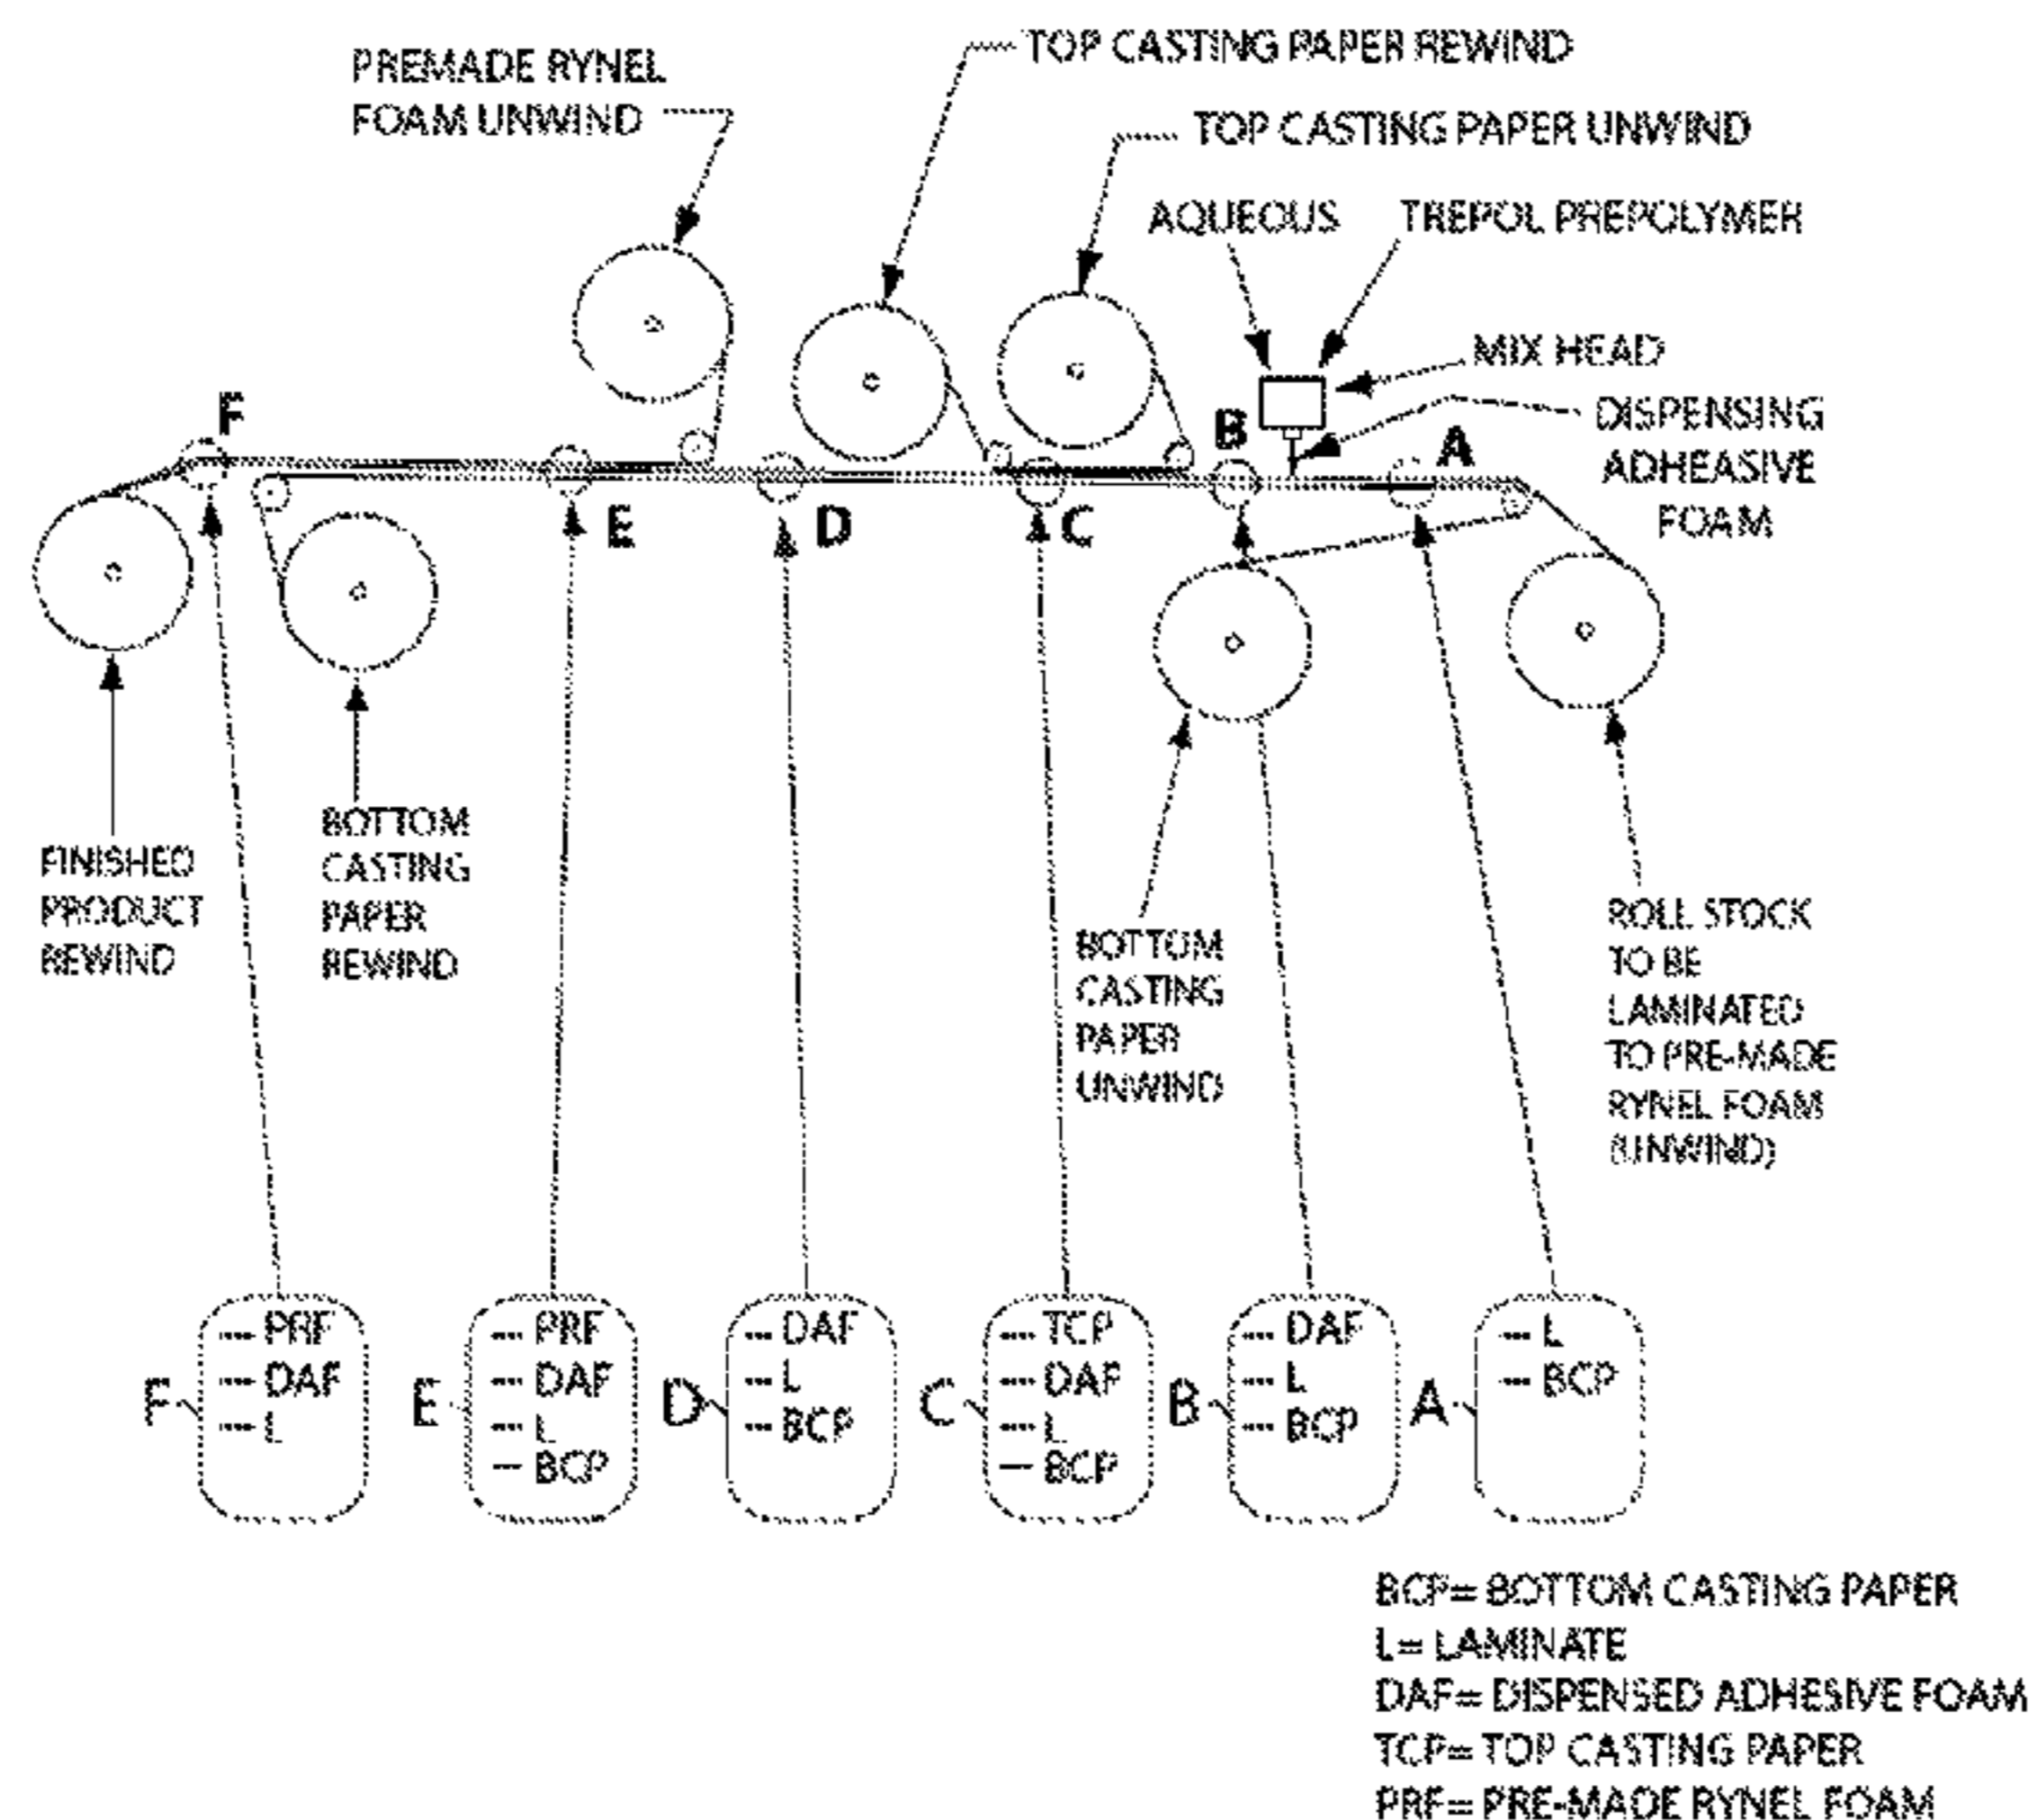 PREMADE RYNEL
FOAM UNWIND
TOP CASTING PAPER REWIND
TOP CASTING PAPER UNWIND
AQUEOUS
TREPOL PREPOLYMER
MIX HEAD
DISPENSING
ADHEASIVE
FOAM
F
E
D
C
B
A
FINISHED
PRODUCT
REWIND
BOTTOM
CASTING
PAPER
REWIND
BOTTOM
CASTING
PAPER
UNWIND
ROLL STOCK
TO BE
LAMINATED
TO PRE-MADE
RYNEL FOAM
(UNWIND)
F
PRF
DAF
L
E
PRF
DAF
L
BCP
D
DAF
L
BCP
C
TCP
DAF
L
BCP
B
DAF
L
BCP
A
L
BCP
BCP= BOTTOM CASTING PAPER
L= LAMINATE
DAF= DISPENSED ADHESIVE FOAM
TCP= TOP CASTING PAPER
PRF= PRE-MADE RYNEL FOAM